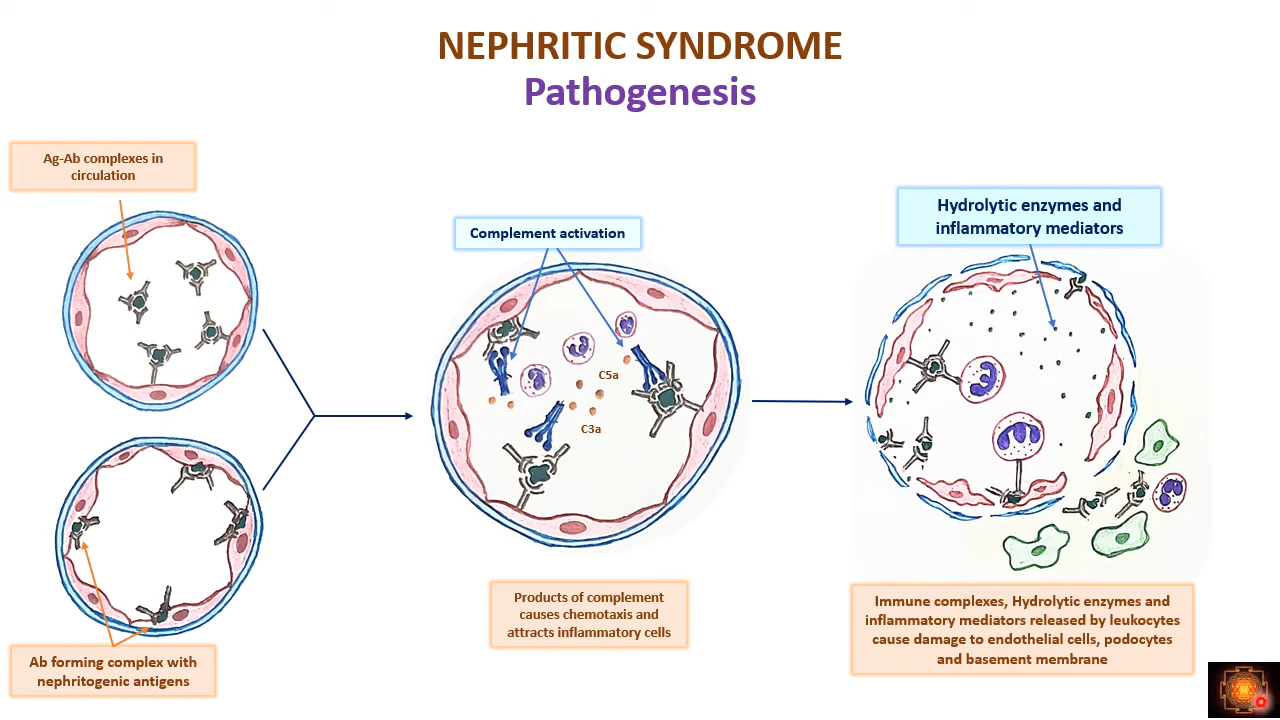 NEPHRITIC SYNDROME
Pathogenesis
Ag-Ab complexes in
circulation
Ab forming complex with
nephritogenic antigens
Complement activation
C5a
C3a
Products of complement
causes chemotaxis and
attracts inflammatory cells
Hydrolytic enzymes and
inflammatory mediators
Immune complexes, Hydrolytic enzymes and
inflammatory mediators released by leukocytes
cause damage to endothelial cells, podocytes
and basement membrane